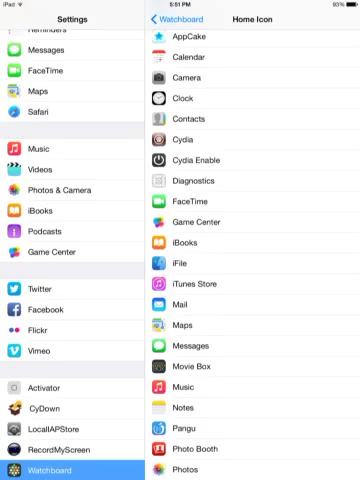 iPad
5:51 PM
93%
Settings
Watchboard
Home Icon
Reminders
Messages
FaceTime
Maps
Safari
Music
Videos
Photos & Camera
iBooks
Podcasts
Game Center
Twitter
Facebook
Flickr
Vimeo
Activator
CyDown
LocalIAPStore
RecordMyScreen
Watchboard
AppCake
Calendar
Camera
Clock
Contacts
Cydia
Cydia Enable
Diagnostics
FaceTime
Game Center
iBooks
iFile
iTunes Store
Mail
Maps
Messages
Movie Box
Music
Notes
Pangu
Photo Booth
Photos